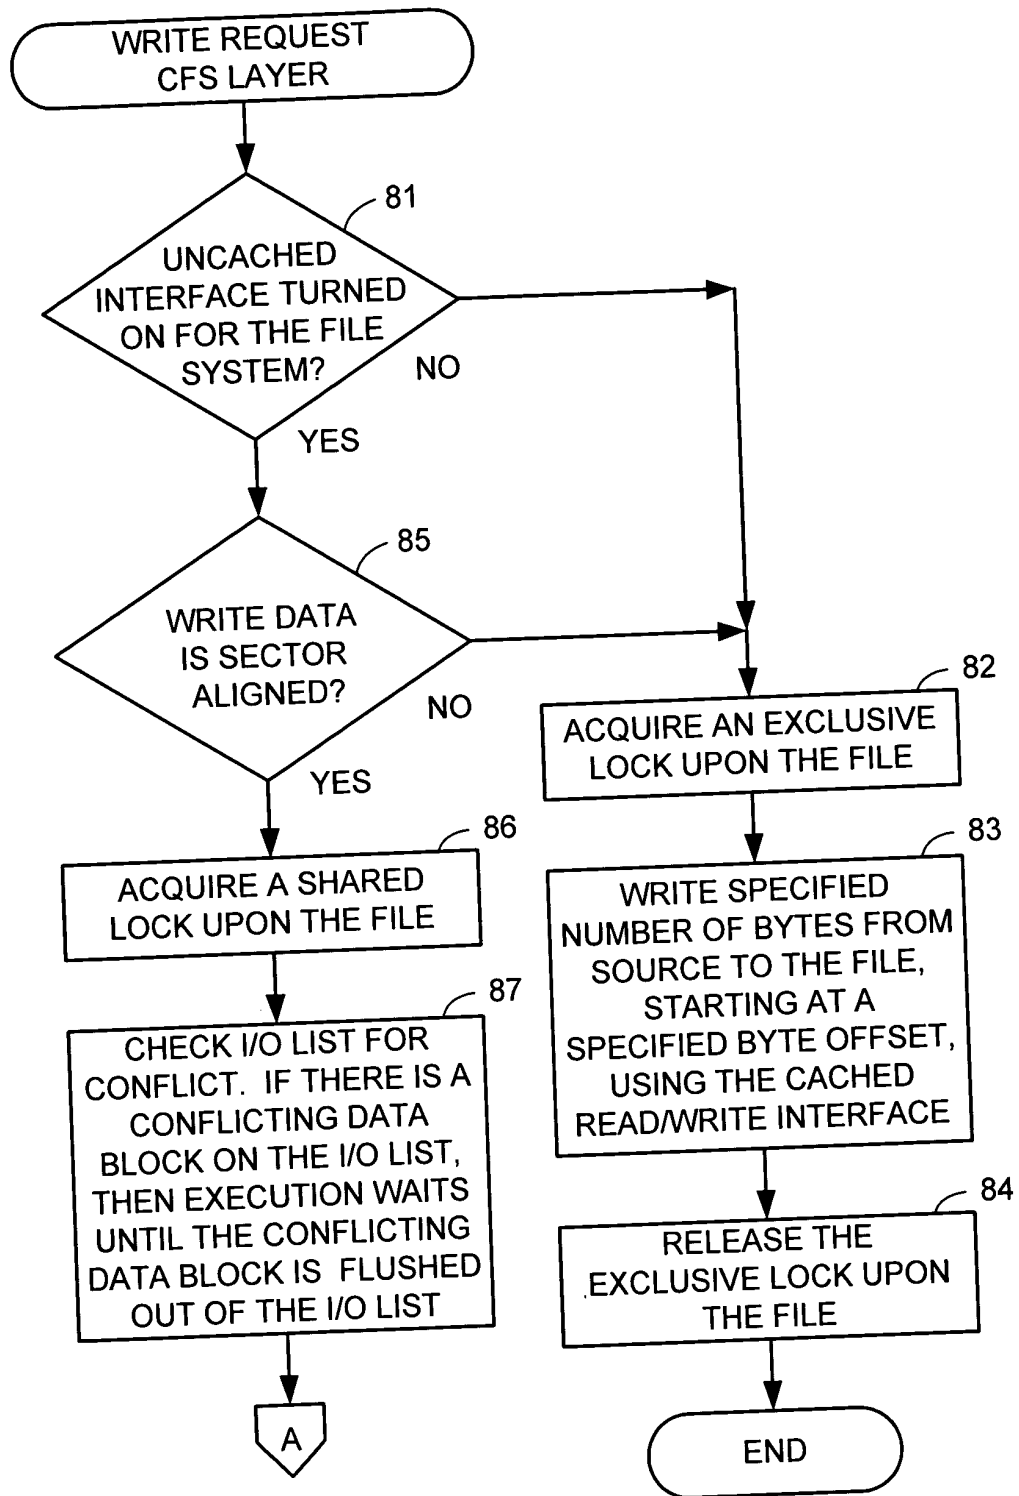 WRITE REQUEST
CFS LAYER
81
UNCACHED
INTERFACE TURNED
ON FOR THE FILE
SYSTEM?
NO
YES
85
WRITE DATA
IS SECTOR
ALIGNED?
NO
YES
82
ACQUIRE AN EXCLUSIVE
LOCK UPON THE FILE
86
ACQUIRE A SHARED
LOCK UPON THE FILE
83
WRITE SPECIFIED
NUMBER OF BYTES FROM
SOURCE TO THE FILE,
STARTING AT A
SPECIFIED BYTE OFFSET,
USING THE CACHED
READ/WRITE INTERFACE
87
CHECK I/O LIST FOR
CONFLICT. IF THERE IS A
CONFLICTING DATA
BLOCK ON THE I/O LIST,
THEN EXECUTION WAITS
UNTIL THE CONFLICTING
DATA BLOCK IS FLUSHED
OUT OF THE I/O LIST
84
RELEASE THE
EXCLUSIVE LOCK UPON
THE FILE
A
END